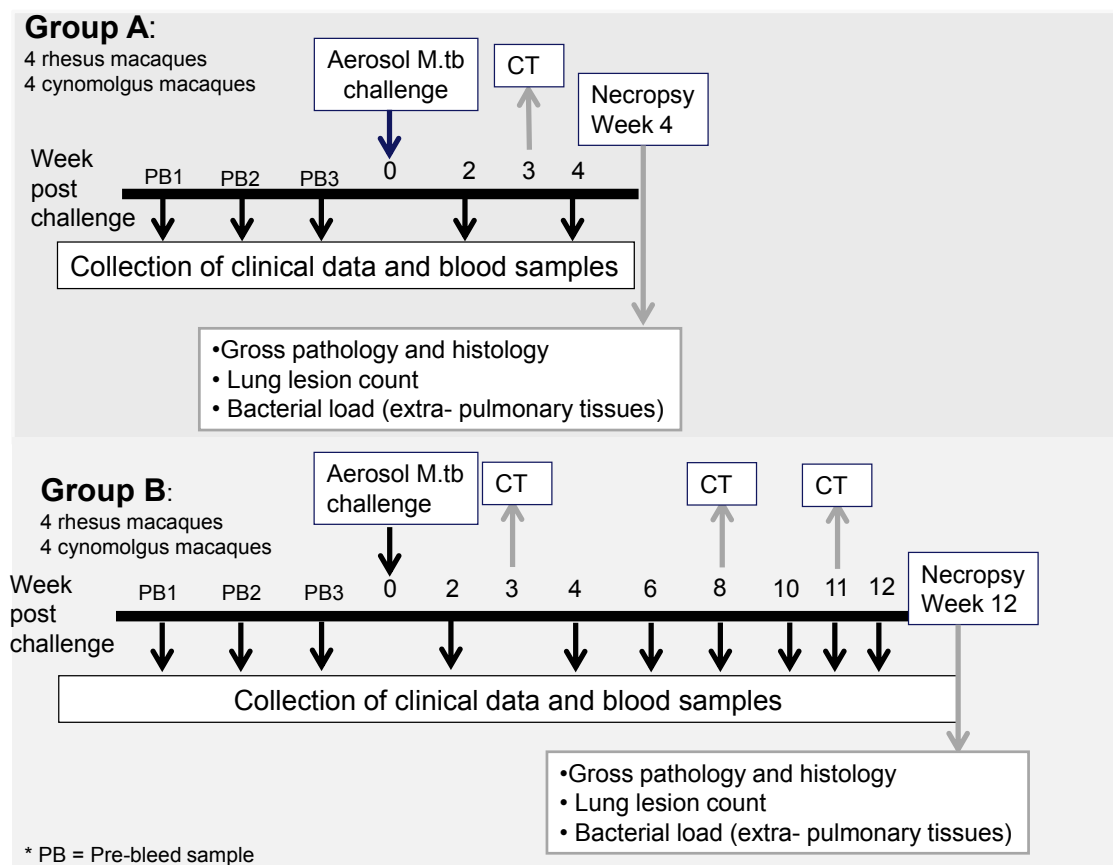 Group A:
4 rhesus macaques
4 cynomolgus macaques
Aerosol M.tb
challenge
CT
Necropsy
Week 4
Week
post
challenge
PB1 PB2 PB3 0 2 3 4
Collection of clinical data and blood samples
•Gross pathology and histology
• Lung lesion count
• Bacterial load (extra- pulmonary tissues)
Group B:
4 rhesus macaques
4 cynomolgus macaques
Aerosol M.tb
challenge
CT
CT
CT
Necropsy
Week 12
Week
post
challenge
PB1 PB2 PB3 0 2 3 4 6 8 10 11 12
Collection of clinical data and blood samples
•Gross pathology and histology
• Lung lesion count
• Bacterial load (extra- pulmonary tissues)
* PB = Pre-bleed sample